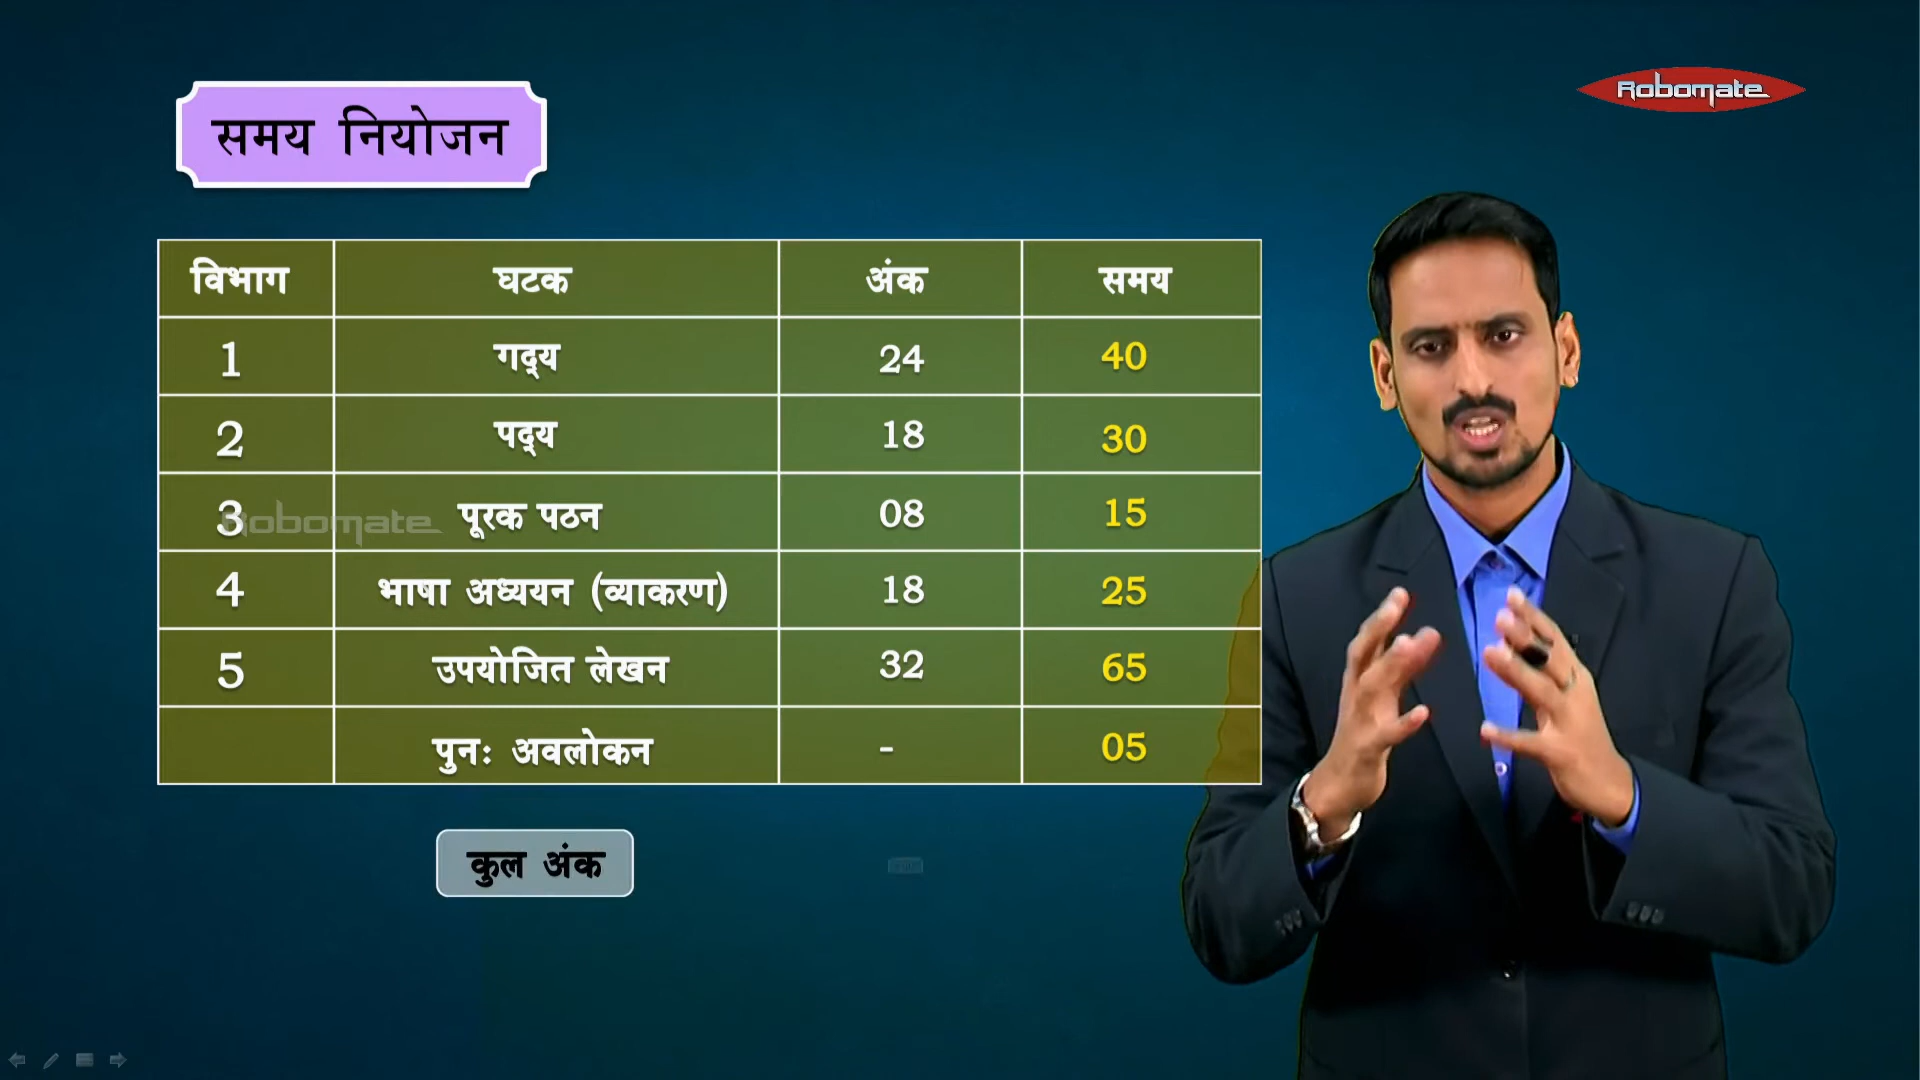 Robomate
समय नियोजन
विभाग घटक अंक समय
1 गद्‌य 24 40
2 पद्‌य 18 30
3 पूरक पठन 08 15
Robomate
4 भाषा अध्ययन (व्याकरण) 18 25
5 उपयोजित लेखन 32 65
पुनः अवलोकन - 05
कुल अंक